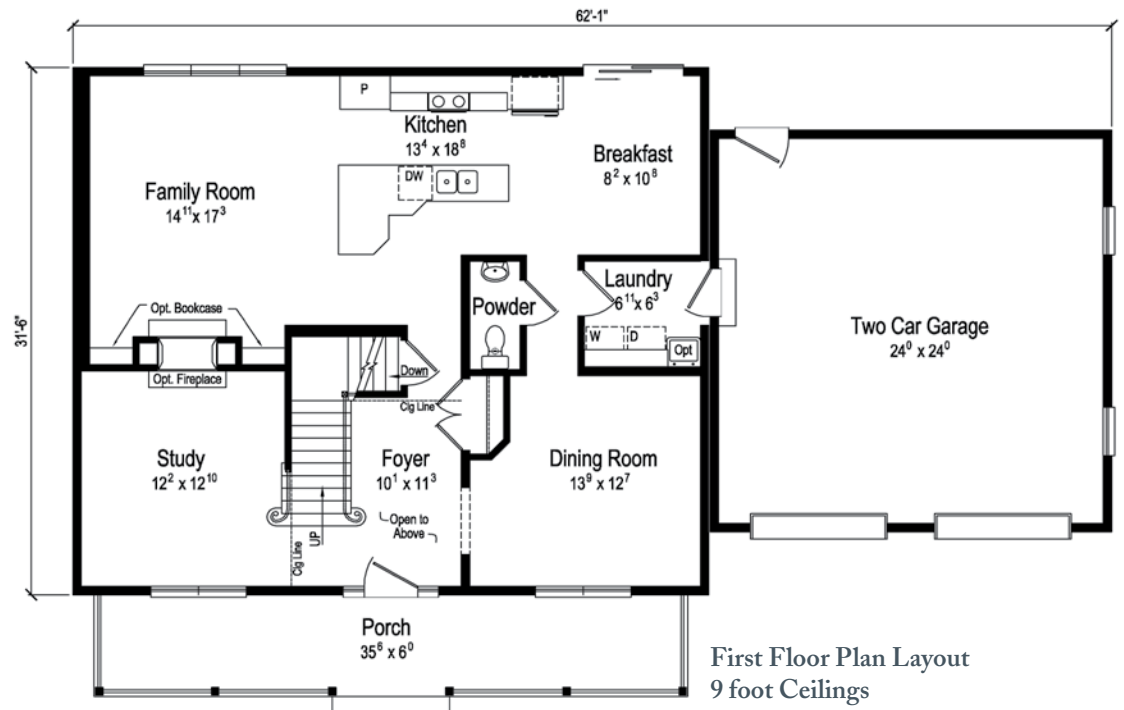 62'-1"
P
Kitchen
13⁴ x 18⁸
Breakfast
8² x 10⁸
DW
Family Room
14¹¹ x 17³
31'-6"
Opt. Bookcase
Powder
Laundry
6¹¹ x 6³
W
D
Opt
Two Car Garage
24⁰ x 24⁰
Opt. Fireplace
Down
Clg Line
Study
12² x 12¹⁰
Foyer
10¹ x 11³
Dining Room
13⁹ x 12⁷
Open to
Above
UP
Clg Line
Porch
35⁶ x 6⁰
First Floor Plan Layout
9 foot Ceilings